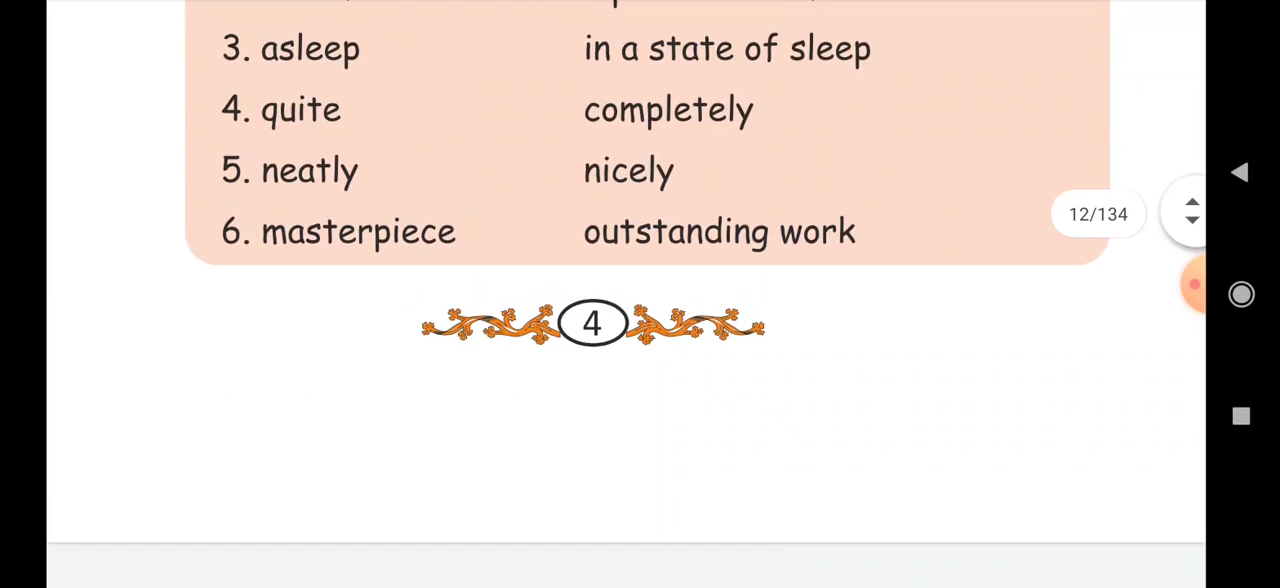 3. asleep in a state of sleep
4. quite completely
5. neatly nicely
12/134
6. masterpiece outstanding work
4